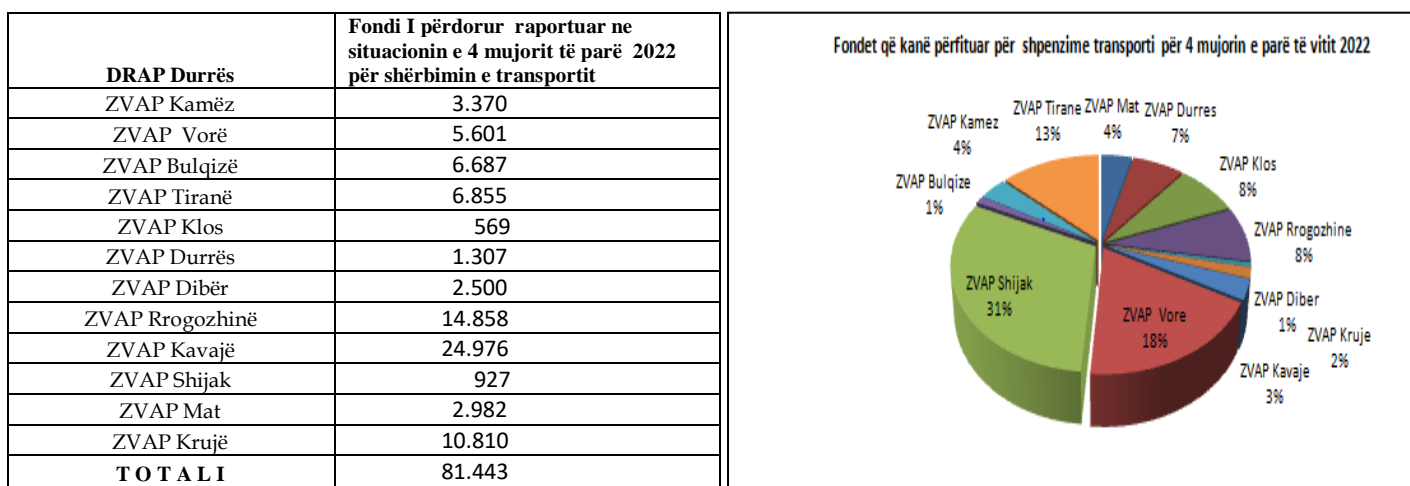 DRAP Durrës
Fondi I përdorur raportuar ne
situacionin e 4 mujorit të parë 2022
për shërbimin e transportit
ZVAP Kamëz 3.370
ZVAP Vorë 5.601
ZVAP Bulqizë 6.687
ZVAP Tiranë 6.855
ZVAP Klos 569
ZVAP Durrës 1.307
ZVAP Dibër 2.500
ZVAP Rrogozhinë 14.858
ZVAP Kavajë 24.976
ZVAP Shijak 927
ZVAP Mat 2.982
ZVAP Krujë 10.810
T O T A L I 81.443
Fondet që kanë përfituar për shpenzime transporti për 4 mujorin e parë të vitit 2022
ZVAP Mat
4%
ZVAP Durres
7%
ZVAP Klos
8%
ZVAP Rrogozhine
8%
ZVAP Diber
1%
ZVAP Kruje
2%
ZVAP Kavaje
3%
ZVAP Vore
18%
ZVAP Shijak
31%
ZVAP Bulqize
1%
ZVAP Kamez
4%
ZVAP Tirane
13%